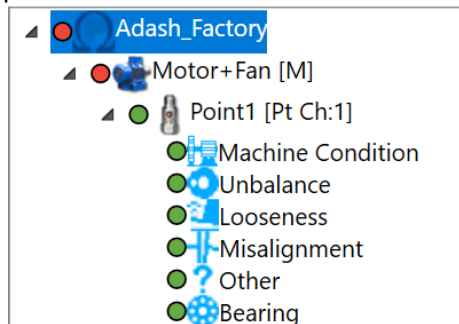 Adash_Factory
Motor+Fan [M]
Point1 [Pt Ch:1]
Machine Condition
Unbalance
Looseness
Misalignment
? Other
Bearing